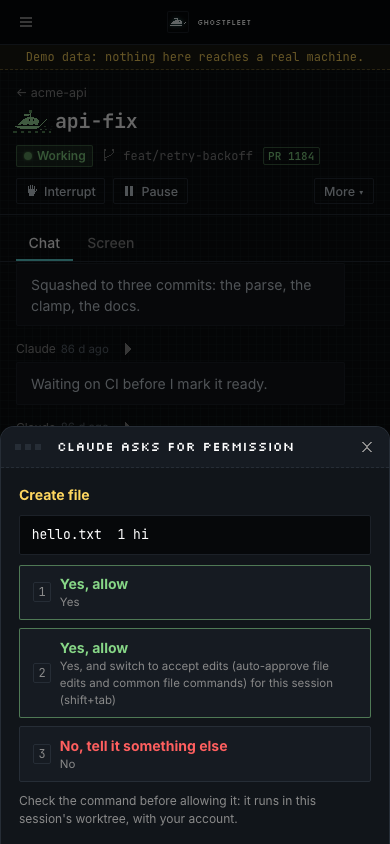 GHOSTFLEET
Demo data: nothing here reaches a real machine.
← acme-api
api-fix
Working feat/retry-backoff PR 1184
Interrupt Pause More ▾
Chat Screen
Squashed to three commits: the parse, the
clamp, the docs.
Claude 86 d ago
Waiting on CI before I mark it ready.
Claude 86 d ago
CLAUDE ASKS FOR PERMISSION
Create file
hello.txt 1 hi
1 Yes, allow
Yes
2 Yes, allow
Yes, and switch to accept edits (auto-approve file
edits and common file commands) for this session
(shift+tab)
3 No, tell it something else
No
Check the command before allowing it: it runs in this
session's worktree, with your account.